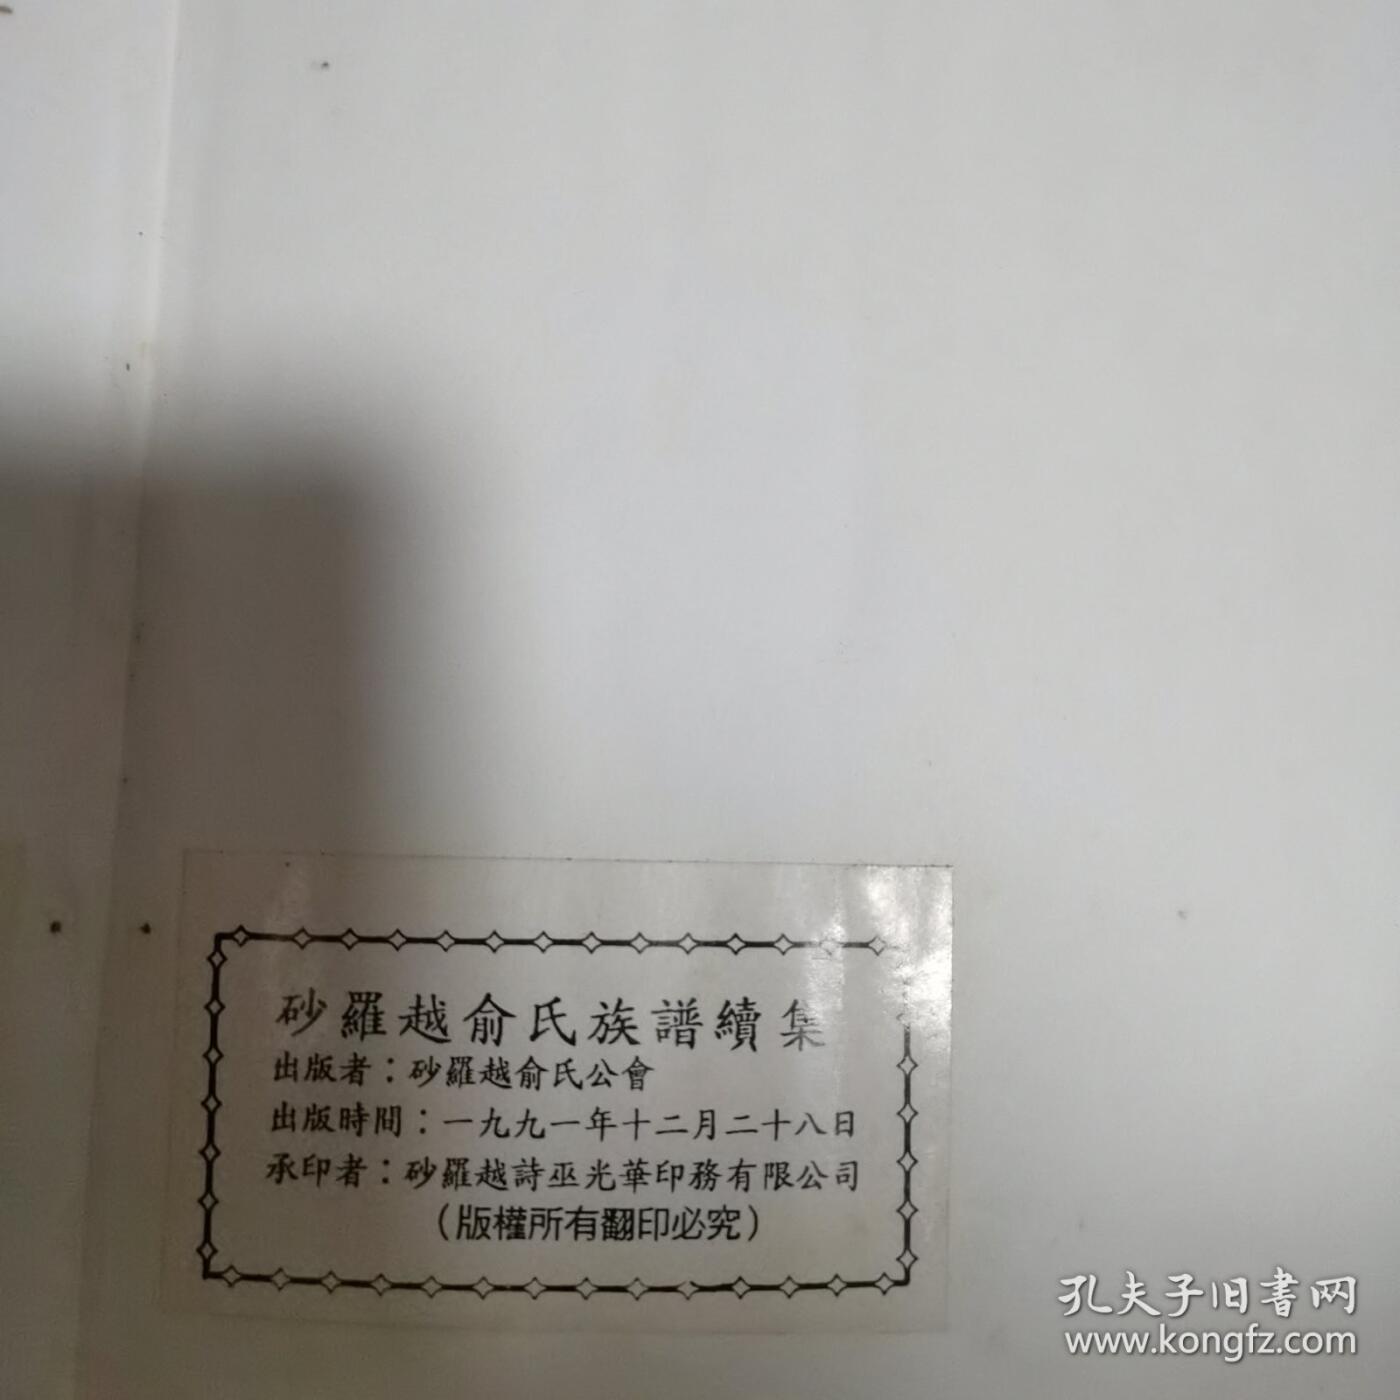 砂羅越俞氏族譜續集
出版者：砂羅越俞氏公會
出版時間：一九九一年十二月二十八日
承印者：砂羅越詩巫光華印務有限公司
（版權所有翻印必究）
孔夫子旧書网
www.kongfz.com